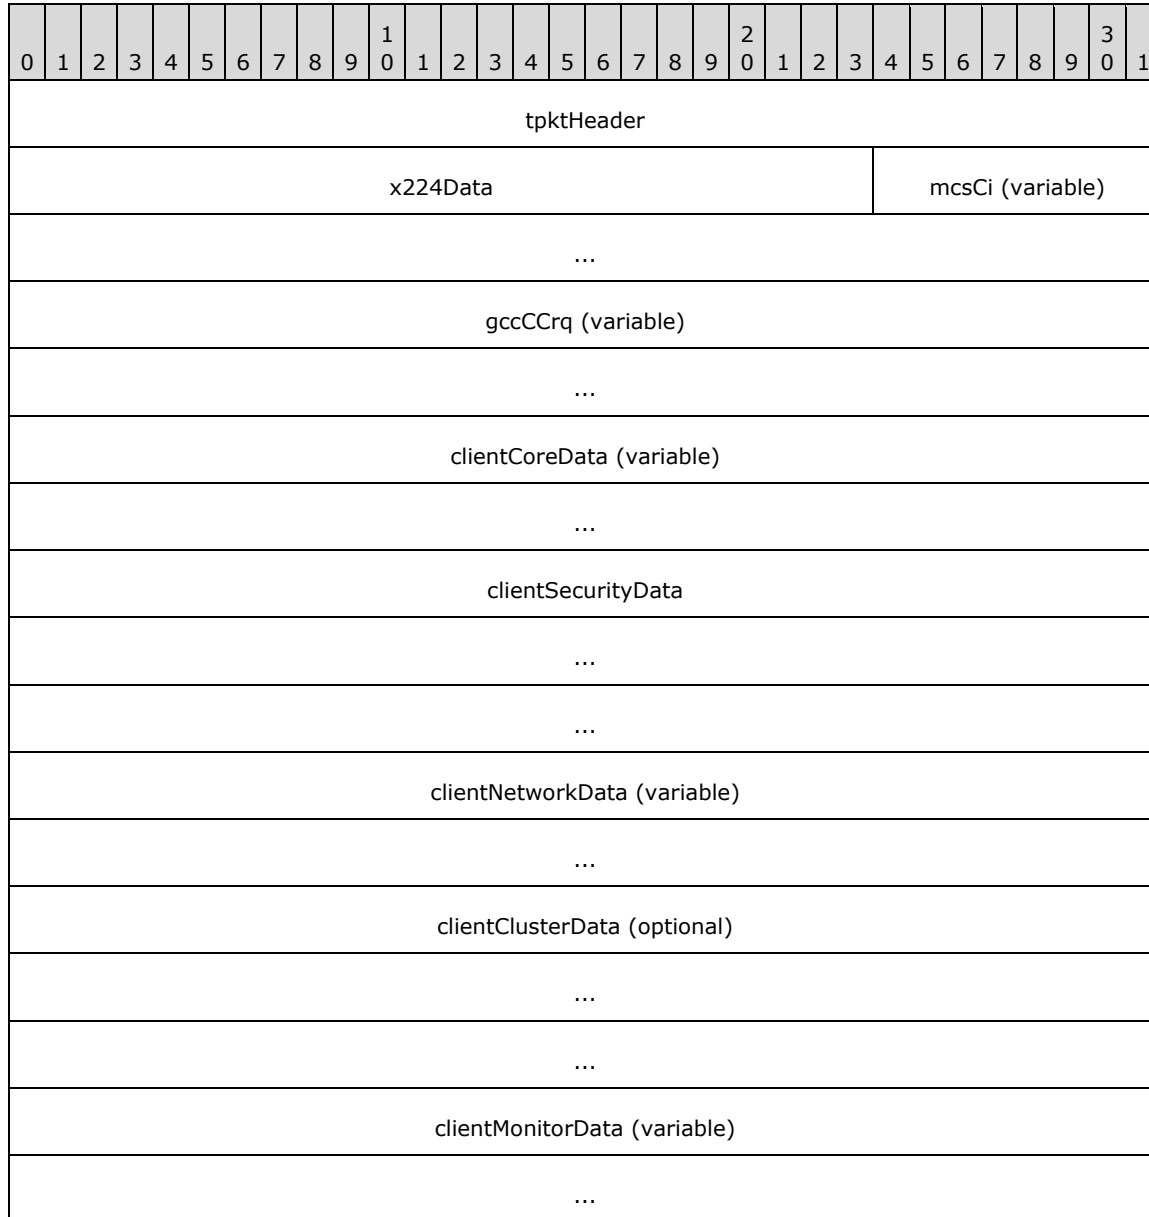 1 2 3
0 1 2 3 4 5 6 7 8 9 0 1 2 3 4 5 6 7 8 9 0 1 2 3 4 5 6 7 8 9 0 1
tpktHeader
x224Data mcsCi (variable)
...
gccCCrq (variable)
...
clientCoreData (variable)
...
clientSecurityData
...
...
clientNetworkData (variable)
...
clientClusterData (optional)
...
...
clientMonitorData (variable)
...